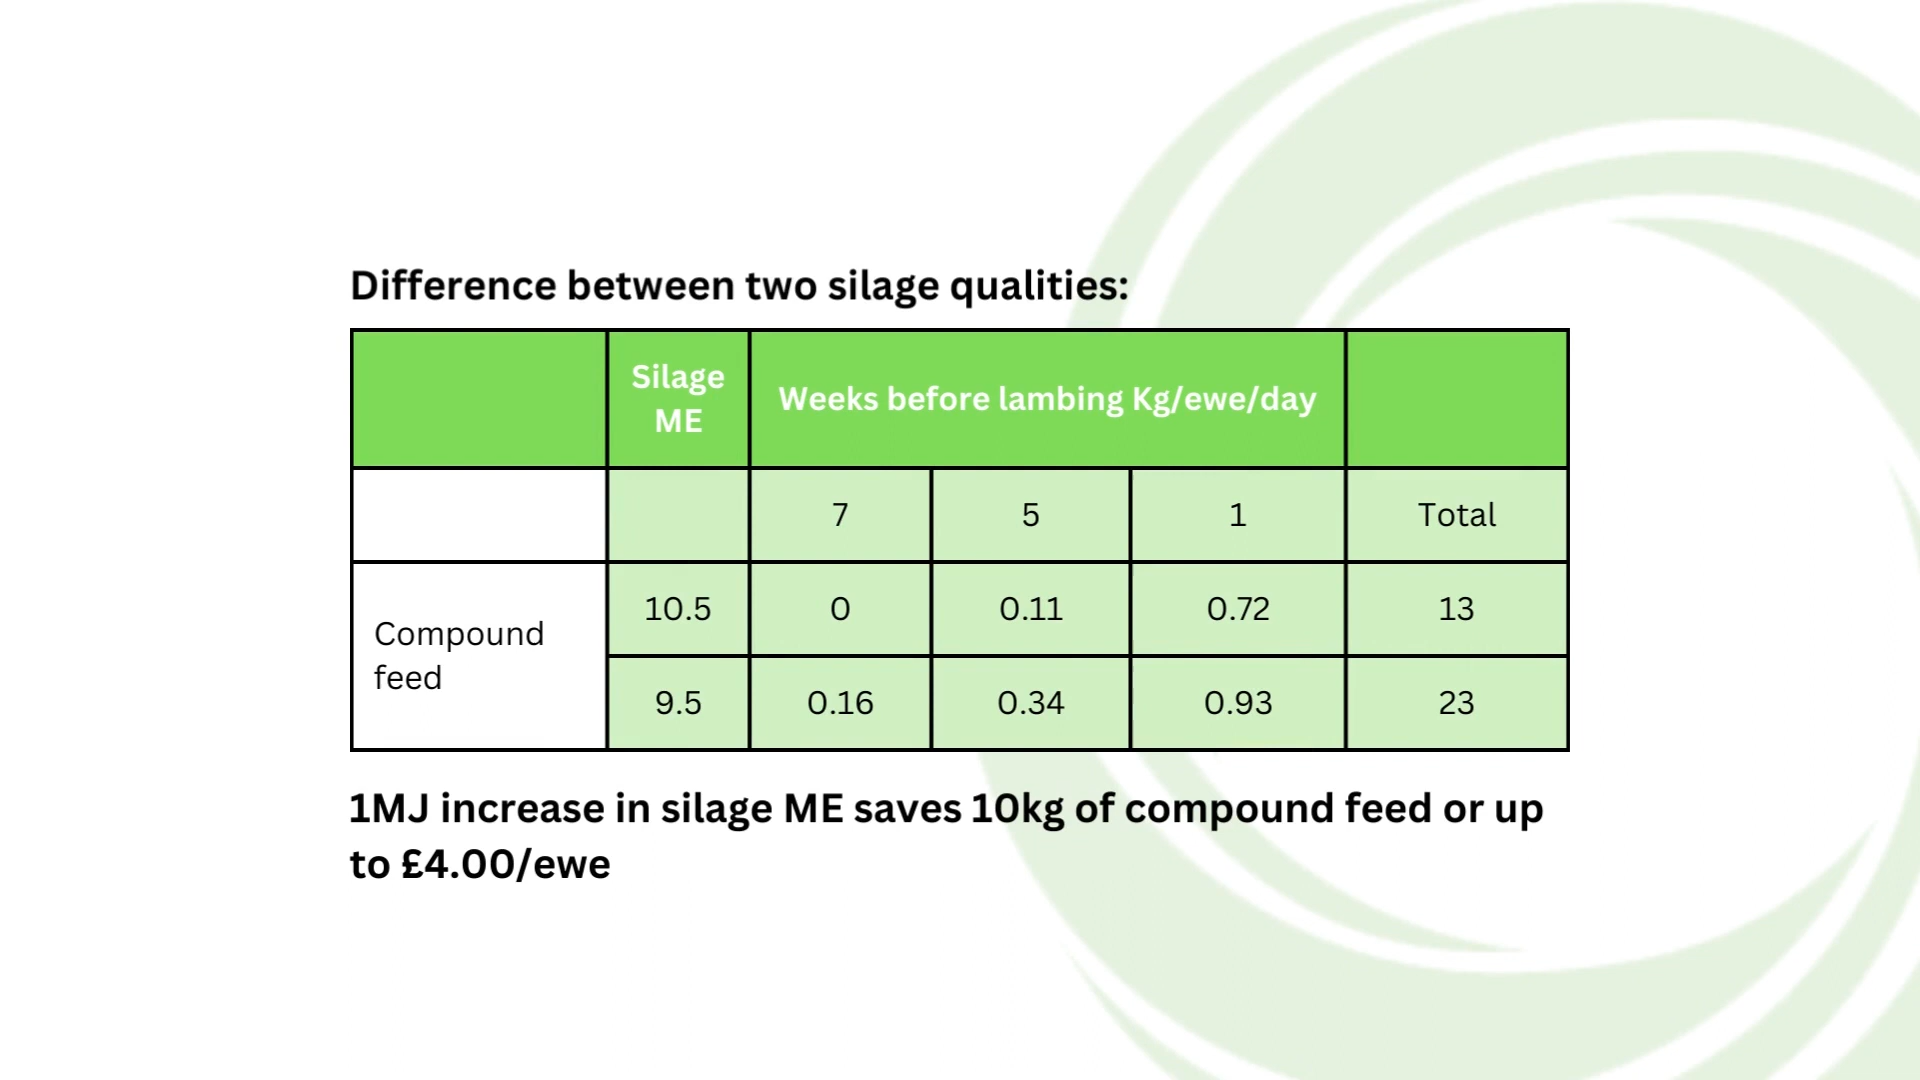 Difference between two silage qualities:
Silage ME
Weeks before lambing Kg/ewe/day
7 5 1 Total
Compound feed
10.5 0 0.11 0.72 13
9.5 0.16 0.34 0.93 23
1MJ increase in silage ME saves 10kg of compound feed or up
to £4.00/ewe